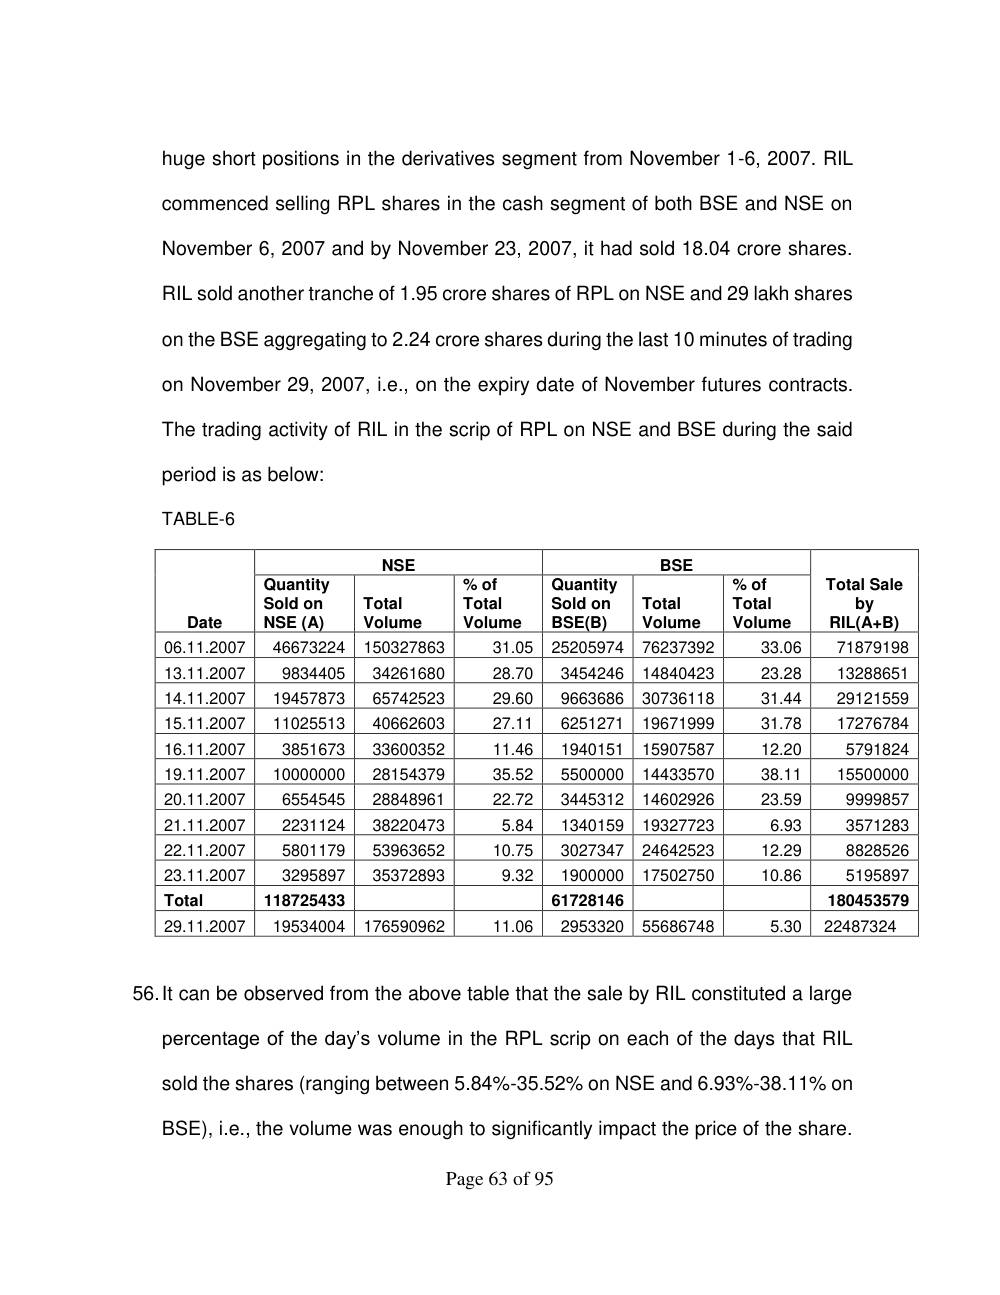 huge short positions in the derivatives segment from November 1-6, 2007. RIL
commenced selling RPL shares in the cash segment of both BSE and NSE on
November 6, 2007 and by November 23, 2007, it had sold 18.04 crore shares.
RIL sold another tranche of 1.95 crore shares of RPL on NSE and 29 lakh shares
on the BSE aggregating to 2.24 crore shares during the last 10 minutes of trading
on November 29, 2007, i.e., on the expiry date of November futures contracts.
The trading activity of RIL in the scrip of RPL on NSE and BSE during the said
period is as below:
TABLE-6
NSE BSE
Quantity % of Quantity % of Total Sale
Sold on Total Total Sold on Total Total by
Date NSE (A) Volume Volume BSE(B) Volume Volume RIL(A+B)
06.11.2007 46673224 150327863 31.05 25205974 76237392 33.06 71879198
13.11.2007 9834405 34261680 28.70 3454246 14840423 23.28 13288651
14.11.2007 19457873 65742523 29.60 9663686 30736118 31.44 29121559
15.11.2007 11025513 40662603 27.11 6251271 19671999 31.78 17276784
16.11.2007 3851673 33600352 11.46 1940151 15907587 12.20 5791824
19.11.2007 10000000 28154379 35.52 5500000 14433570 38.11 15500000
20.11.2007 6554545 28848961 22.72 3445312 14602926 23.59 9999857
21.11.2007 2231124 38220473 5.84 1340159 19327723 6.93 3571283
22.11.2007 5801179 53963652 10.75 3027347 24642523 12.29 8828526
23.11.2007 3295897 35372893 9.32 1900000 17502750 10.86 5195897
Total 118725433 61728146 180453579
29.11.2007 19534004 176590962 11.06 2953320 55686748 5.30 22487324
56. It can be observed from the above table that the sale by RIL constituted a large
percentage of the day’s volume in the RPL scrip on each of the days that RIL
sold the shares (ranging between 5.84%-35.52% on NSE and 6.93%-38.11% on
BSE), i.e., the volume was enough to significantly impact the price of the share.
Page 63 of 95